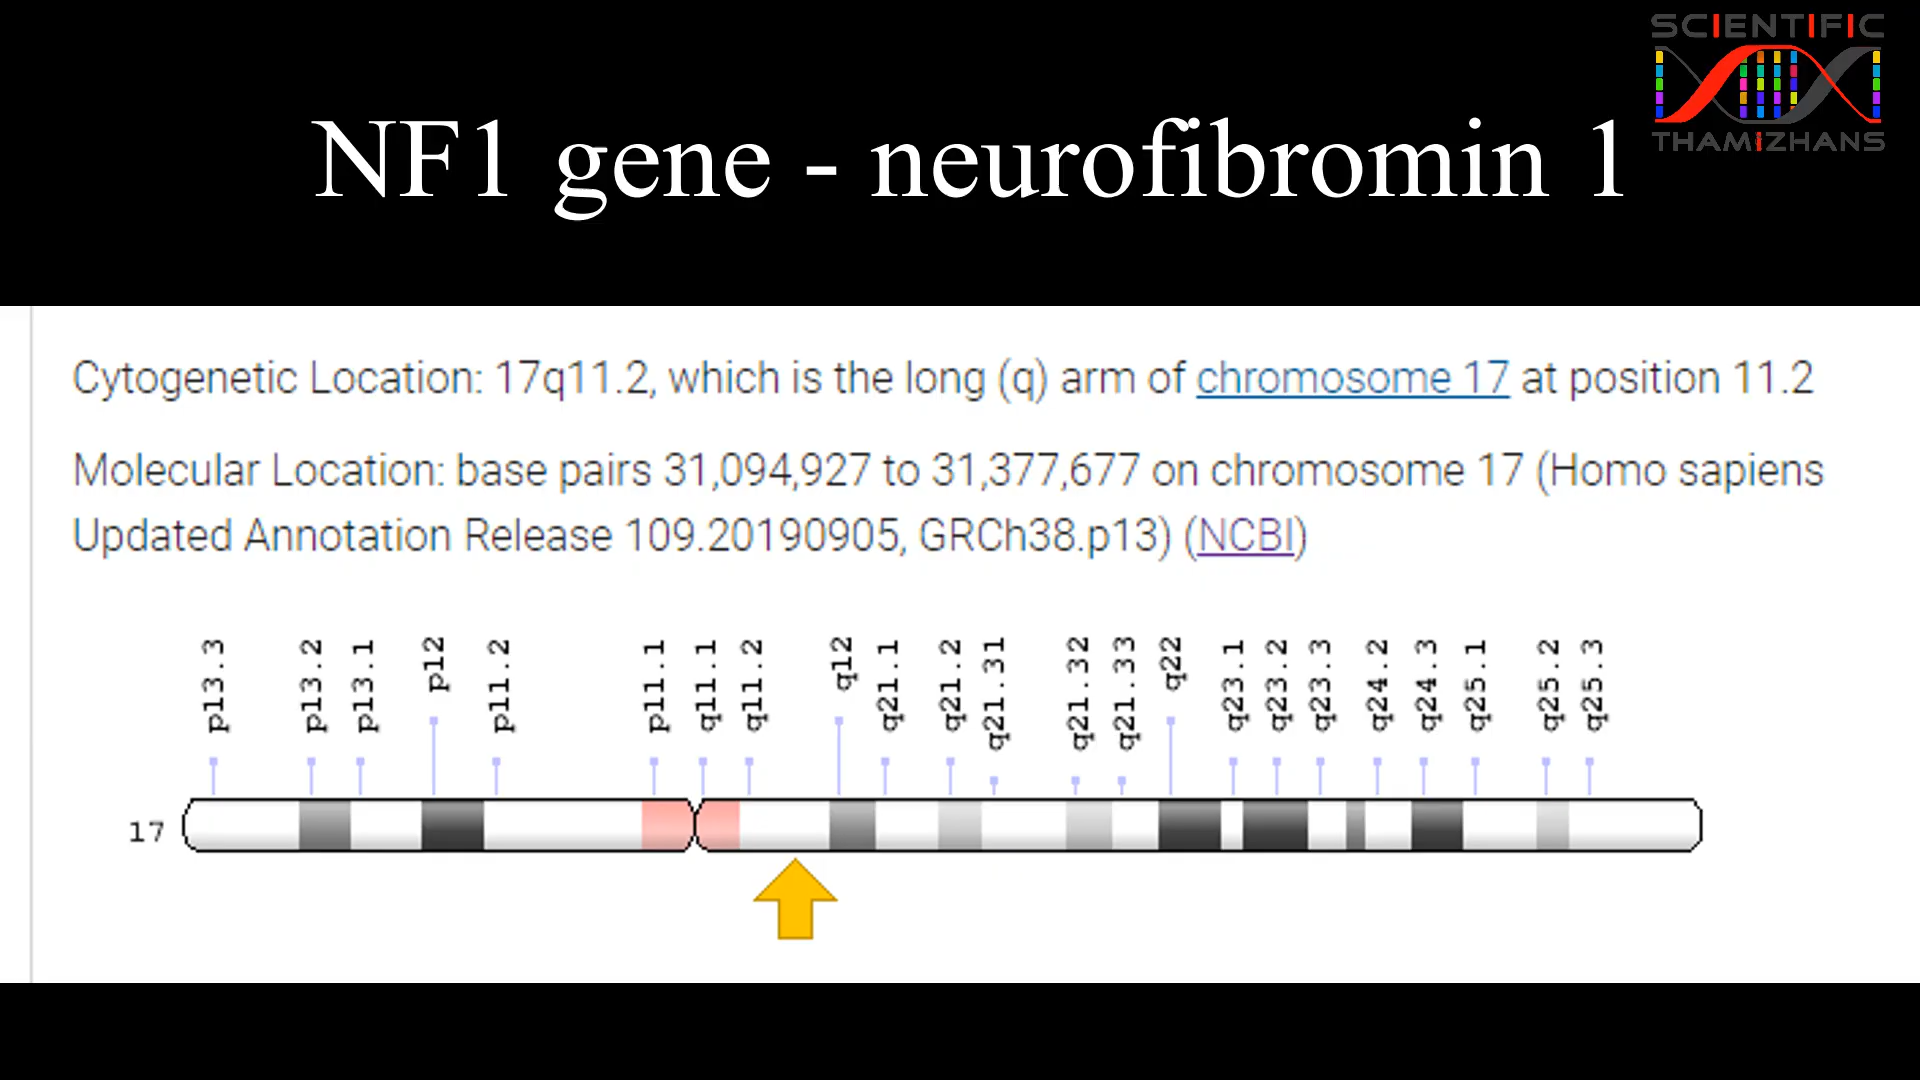 SCIENTIFIC
THAMIZHANS
NF1 gene - neurofibromin 1
Cytogenetic Location: 17q11.2, which is the long (q) arm of chromosome 17 at position 11.2
Molecular Location: base pairs 31,094,927 to 31,377,677 on chromosome 17 (Homo sapiens
Updated Annotation Release 109.20190905, GRCh38.p13) (NCBI)
p13.3
p13.2
p13.1
p12
p11.2
p11.1
q11.1
q11.2
q12
q21.1
q21.2
q21.31
q21.32
q21.33
q22
q23.1
q23.2
q23.3
q24.2
q24.3
q25.1
q25.2
q25.3
17